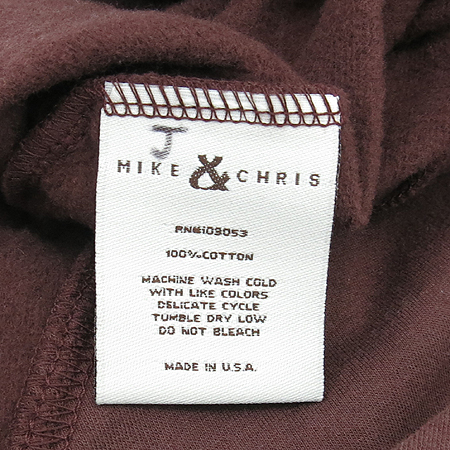 J
MIKE & CHRIS
RN#109053
100%COTTON
MACHINE WASH COLD
WITH LIKE COLORS
DELICATE CYCLE
TUMBLE DRY LOW
DO NOT BLEACH
MADE IN U.S.A.